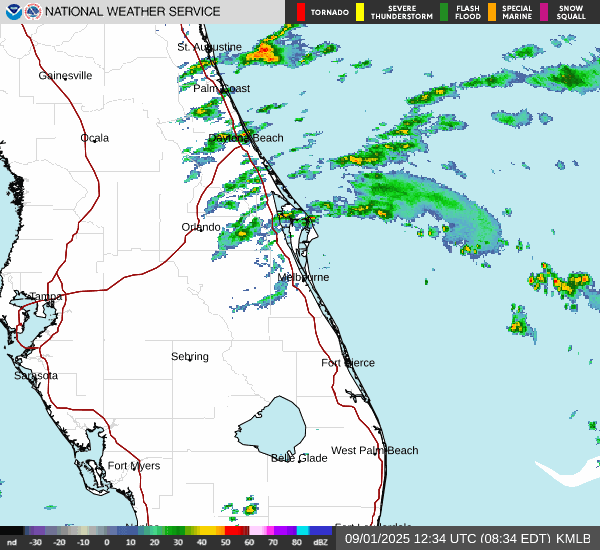 NATIONAL WEATHER SERVICE
TORNADO
SEVERE
THUNDERSTORM
FLASH
FLOOD
SPECIAL
MARINE
SNOW
SQUALL
St. Augustine
Gainesville
Palm Coast
Ocala
Daytona Beach
Orlando
Melbourne
Tampa
Sebring
Fort Pierce
Sarasota
West Palm Beach
Belle Glade
Fort Myers
nd -30 -20 -10 0 10 20 30 40 50 60 70 80 dBZ
09/01/2025 12:34 UTC (08:34 EDT) KMLB